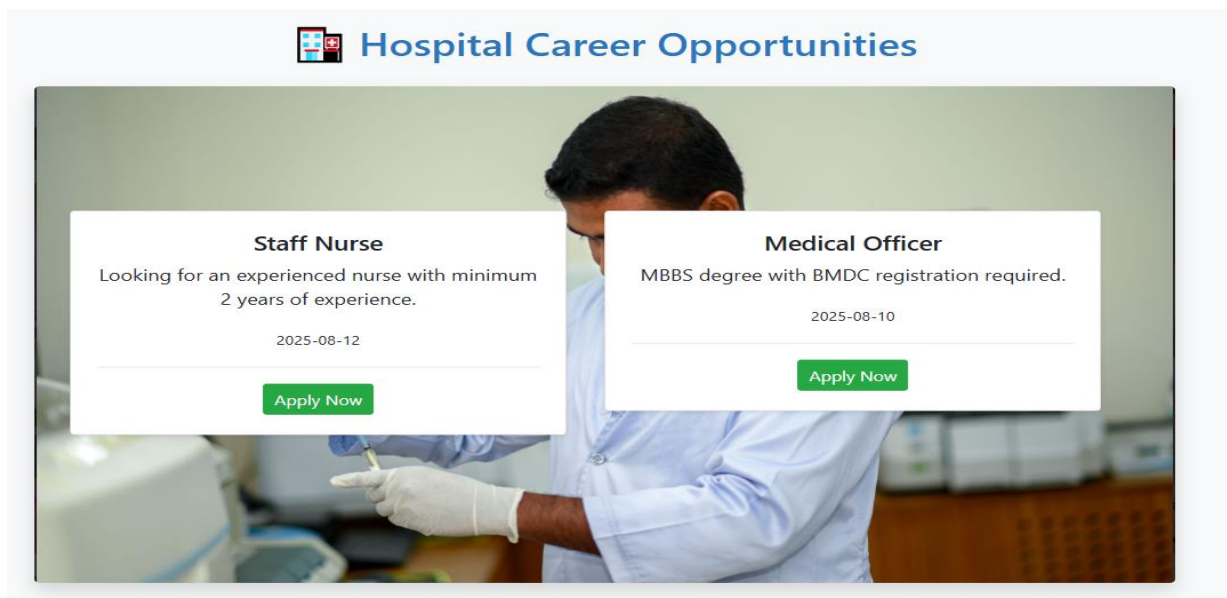 Hospital Career Opportunities
Staff Nurse
Looking for an experienced nurse with minimum
2 years of experience.
2025-08-12
Apply Now
Medical Officer
MBBS degree with BMDC registration required.
2025-08-10
Apply Now